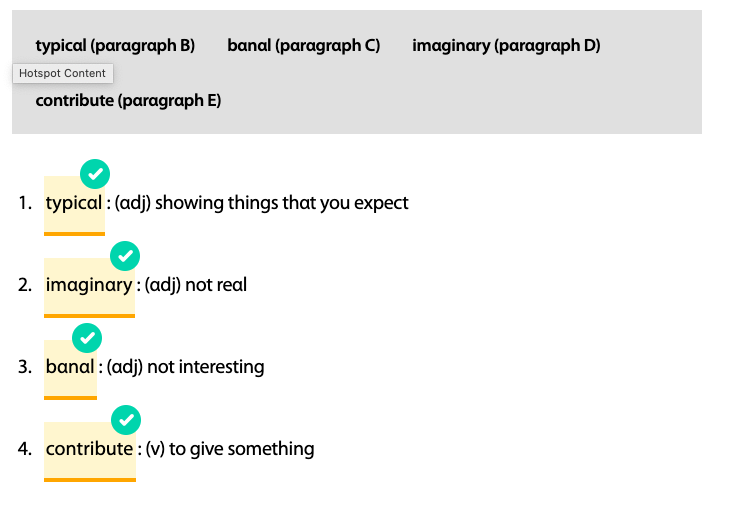 typical (paragraph B) banal (paragraph C) imaginary (paragraph D)
Hotspot Content
contribute (paragraph E)
1. typical : (adj) showing things that you expect
2. imaginary : (adj) not real
3. banal : (adj) not interesting
4. contribute : (v) to give something